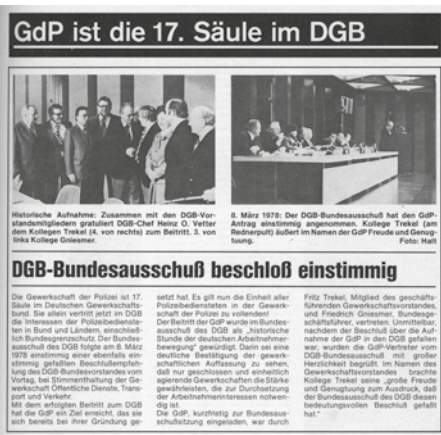 GdP ist die 17. Säule im DGB
Historische Aufnahme: Zusammen mit den DGB-Vor-
standsmitgliedern gratuliert DGB-Chef Heinz O. Vetter
dem Kollegen Trekel (4. von rechts) zum Beitritt. 3. von
links Kollege Gniesmer.
8. März 1978: Der DGB-Bundesausschuß hat den GdP-
Antrag einstimmig angenommen. Kollege Trekel (am
Rednerpult) äußert im Namen der GdP Freude und Genug-
tuung. Foto: Hait
DGB-Bundesausschuß beschloß einstimmig
Die Gewerkschaft der Polizei ist 17.
Säule im Deutschen Gewerkschafts-
bund. Sie allein vertritt jetzt im DGB
die Interessen der Polizeibedienste-
ten in Bund und Ländern, einschließ-
lich Bundesgrenzschutz. Der Bundes-
ausschuß des DGB folgte am 8. März
1978 einstimmig einer ebenfalls ein-
stimmig gefaßten Beschlußempfeh-
lung des DGB-Bundesvorstandes vom
Vortag, bei Stimmenthaltung der Ge-
werkschaft Öffentliche Dienste, Trans-
port und Verkehr.
Mit dem erfolgten Beitritt zum DGB
hat die GdP ein Ziel erreicht, das sie
sich bereits bei ihrer Gründung ge-
setzt hat. Es gilt nun die Einheit aller
Polizeibediensteten in der Gewerk-
schaft der Polizei zu vollenden!
Der Beitritt der GdP wurde im Bundes-
ausschuß des DGB als „historische
Stunde der deutschen Arbeitnehmer-
bewegung" gewürdigt. Darin sei eine
deutliche Bestätigung der gewerk-
schaftlichen Auffassung zu sehen,
daß nur geschlossen und einheitlich
agierende Gewerkschaften die Stärke
gewährleisten, die zur Durchsetzung
der Arbeitnehmerinteressen notwen-
dig ist.
Die GdP, kurzfristig zur Bundesaus-
schußsitzung eingeladen, war durch
Fritz Trekel, Mitglied des geschäfts-
führenden Gewerkschaftsvorstandes,
und Friedrich Gniesmer, Bundesge-
schäftsführer, vertreten. Unmittelbar,
nachdem der Beschluß über die Auf-
nahme der GdP in den DGB gefallen
war, wurden die GdP-Vertreter vom
DGB-Bundesausschuß mit großer
Herzlichkeit begrüßt. Im Namen des
Gewerkschaftsvorstandes brachte
Kollege Trekel seine „große Freude
und Genugtuung zum Ausdruck, daß
der Bundesausschuß des DGB diesen
bedeutungsvollen Beschluß gefaßt
hat."